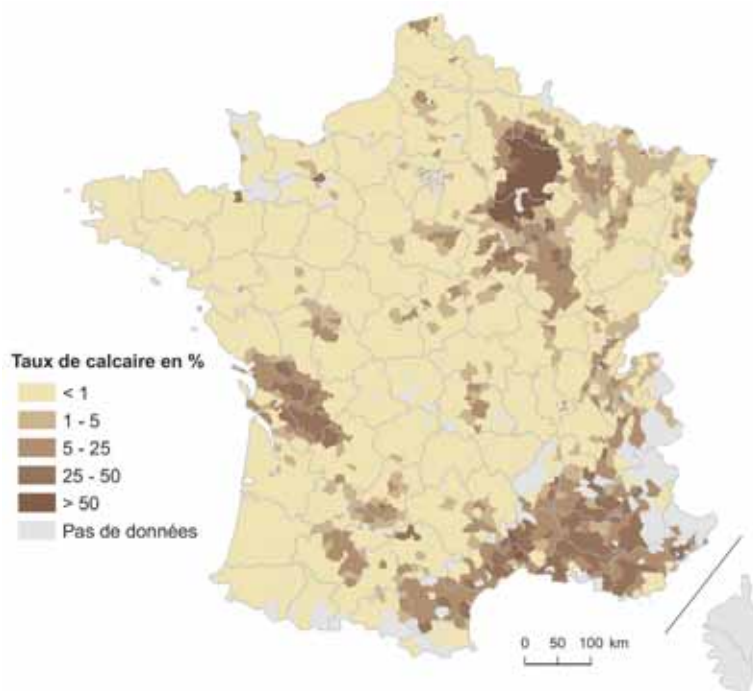 Taux de calcaire en %
< 1
1 - 5
5 - 25
25 - 50
> 50
Pas de données
0 50 100 km